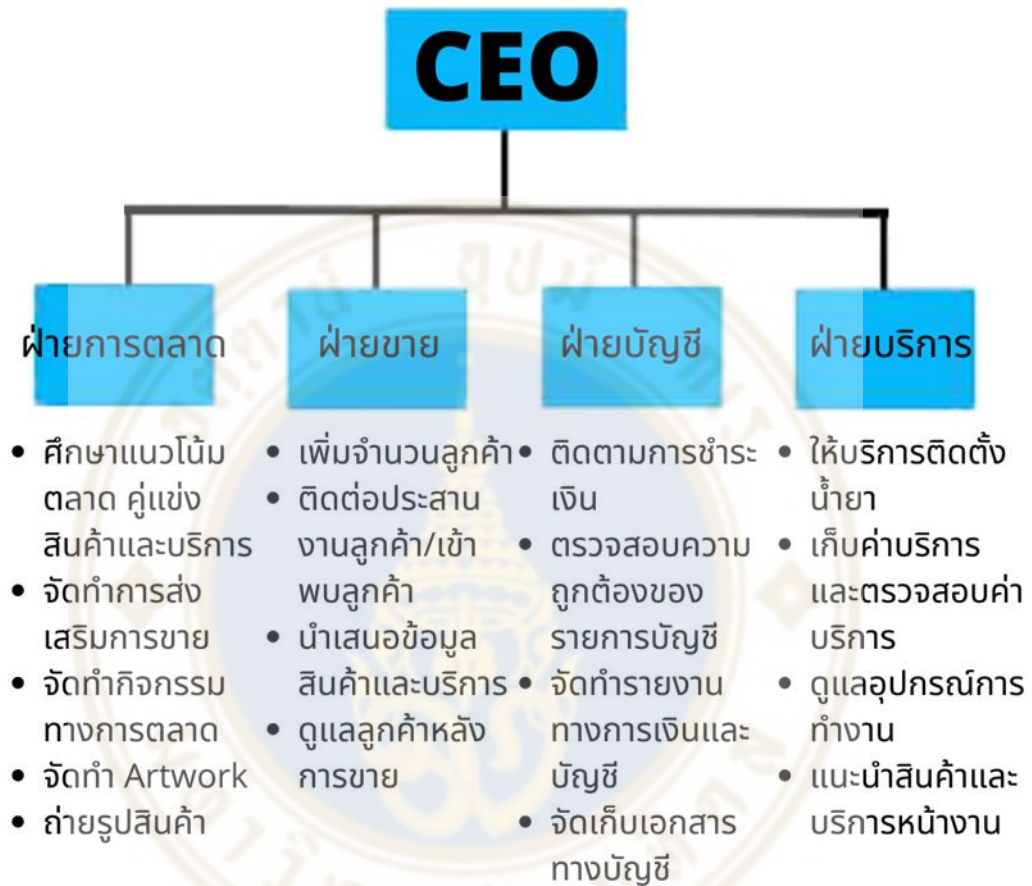 CEO
ฝ่ายการตลาด
ฝ่ายขาย
ฝ่ายบัญชี
ฝ่ายบริการ
• ศึกษาแนวโน้ม
ตลาด คู่แข่ง
สินค้าและบริการ
• จัดทำการส่ง
เสริมการขาย
• จัดทำกิจกรรม
ทางการตลาด
• จัดทำ Artwork
• ถ่ายรูปสินค้า
• เพิ่มจำนวนลูกค้า
• ติดต่อประสาน
งานลูกค้า/เข้า
พบลูกค้า
• นำเสนอข้อมูล
สินค้าและบริการ
• ดูแลลูกค้าหลัง
การขาย
• ติดตามการชำระ
เงิน
• ตรวจสอบความ
ถูกต้องของ
รายการบัญชี
• จัดทำรายงาน
ทางการเงินและ
บัญชี
• จัดเก็บเอกสาร
ทางบัญชี
• ให้บริการติดตั้ง
น้ำยา
• เก็บค่าบริการ
และตรวจสอบค่า
บริการ
• ดูแลอุปกรณ์การ
ทำงาน
• แนะนำสินค้าและ
บริการหน้างาน